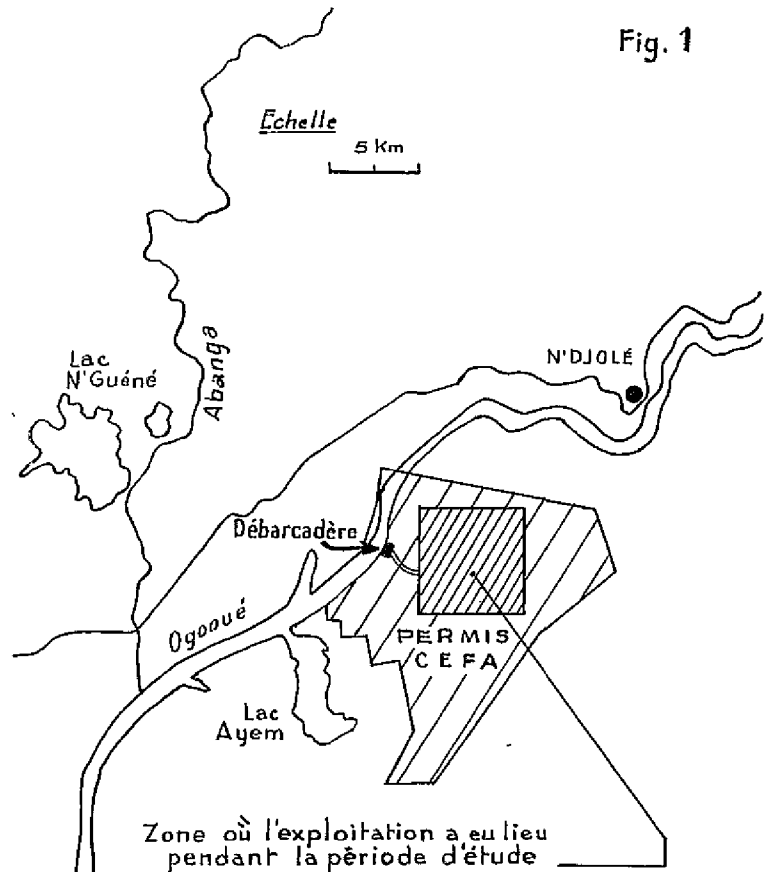 Fig. 1
Echelle
5 Km
Abanga
Lac
N'Guéné
N'DJOLÉ
Débarcadère
Ogooué
PERMIS
CEFA
Lac
Ayem
Zone où l'exploitation a eu lieu
pendant la période d'étude